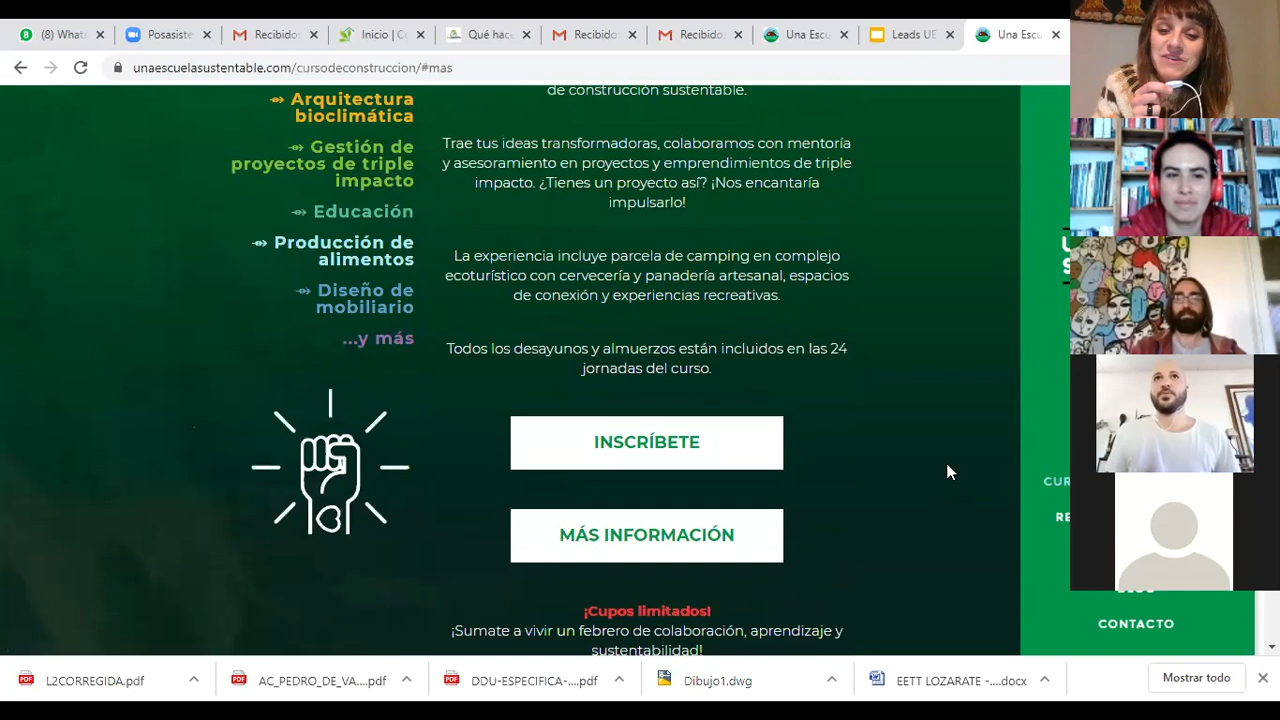 (8) What
Posasiste
Recibido
Inicio | C
Qué hace
Recibido
Recibido
Una Escu
Leads UE
Una Escu
unaescuelasustentable.com/cursodeconstruccion/#mas
Arquitectura
bioclimática
Gestión de
proyectos de triple
impacto
Educación
Producción de
alimentos
Diseño de
mobiliario
...y más
de construcción sustentable.
Trae tus ideas transformadoras, colaboramos con mentoría
y asesoramiento en proyectos y emprendimientos de triple
impacto. ¿Tienes un proyecto así? ¡Nos encantaría
impulsarlo!
La experiencia incluye parcela de camping en complejo
ecoturístico con cervecería y panadería artesanal, espacios
de conexión y experiencias recreativas.
Todos los desayunos y almuerzos están incluidos en las 24
jornadas del curso.
INSCRÍBETE
MÁS INFORMACIÓN
¡Cupos limitados!
¡Sumate a vivir un febrero de colaboración, aprendizaje y
sustentabilidad!
CUR
RE
CONTACTO
L2CORREGIDA.pdf
AC_PEDRO_DE_VA....pdf
DDU-ESPECIFICA-....pdf
Dibujo1.dwg
EETT LOZARATE -....docx
Mostrar todo